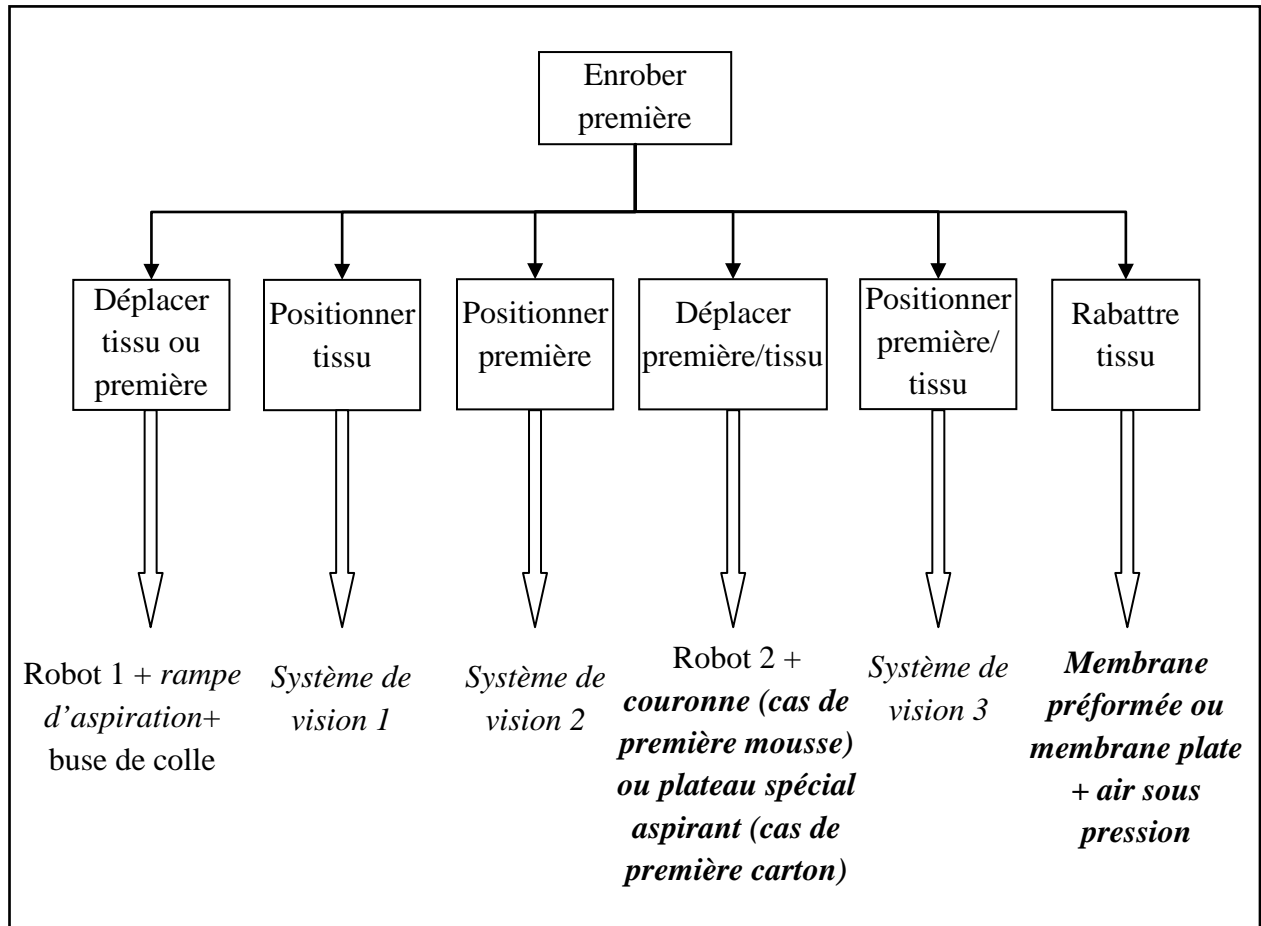 Enrober
première
Déplacer
tissu ou
première
Positionner
tissu
Positionner
première
Déplacer
première/tissu
Positionner
première/
tissu
Rabattre
tissu
Robot 1 + rampe
d’aspiration+
buse de colle
Système de
vision 1
Système de
vision 2
Robot 2 +
couronne (cas de
première mousse)
ou plateau spécial
aspirant (cas de
première carton)
Système de
vision 3
Membrane
préformée ou
membrane plate
+ air sous
pression